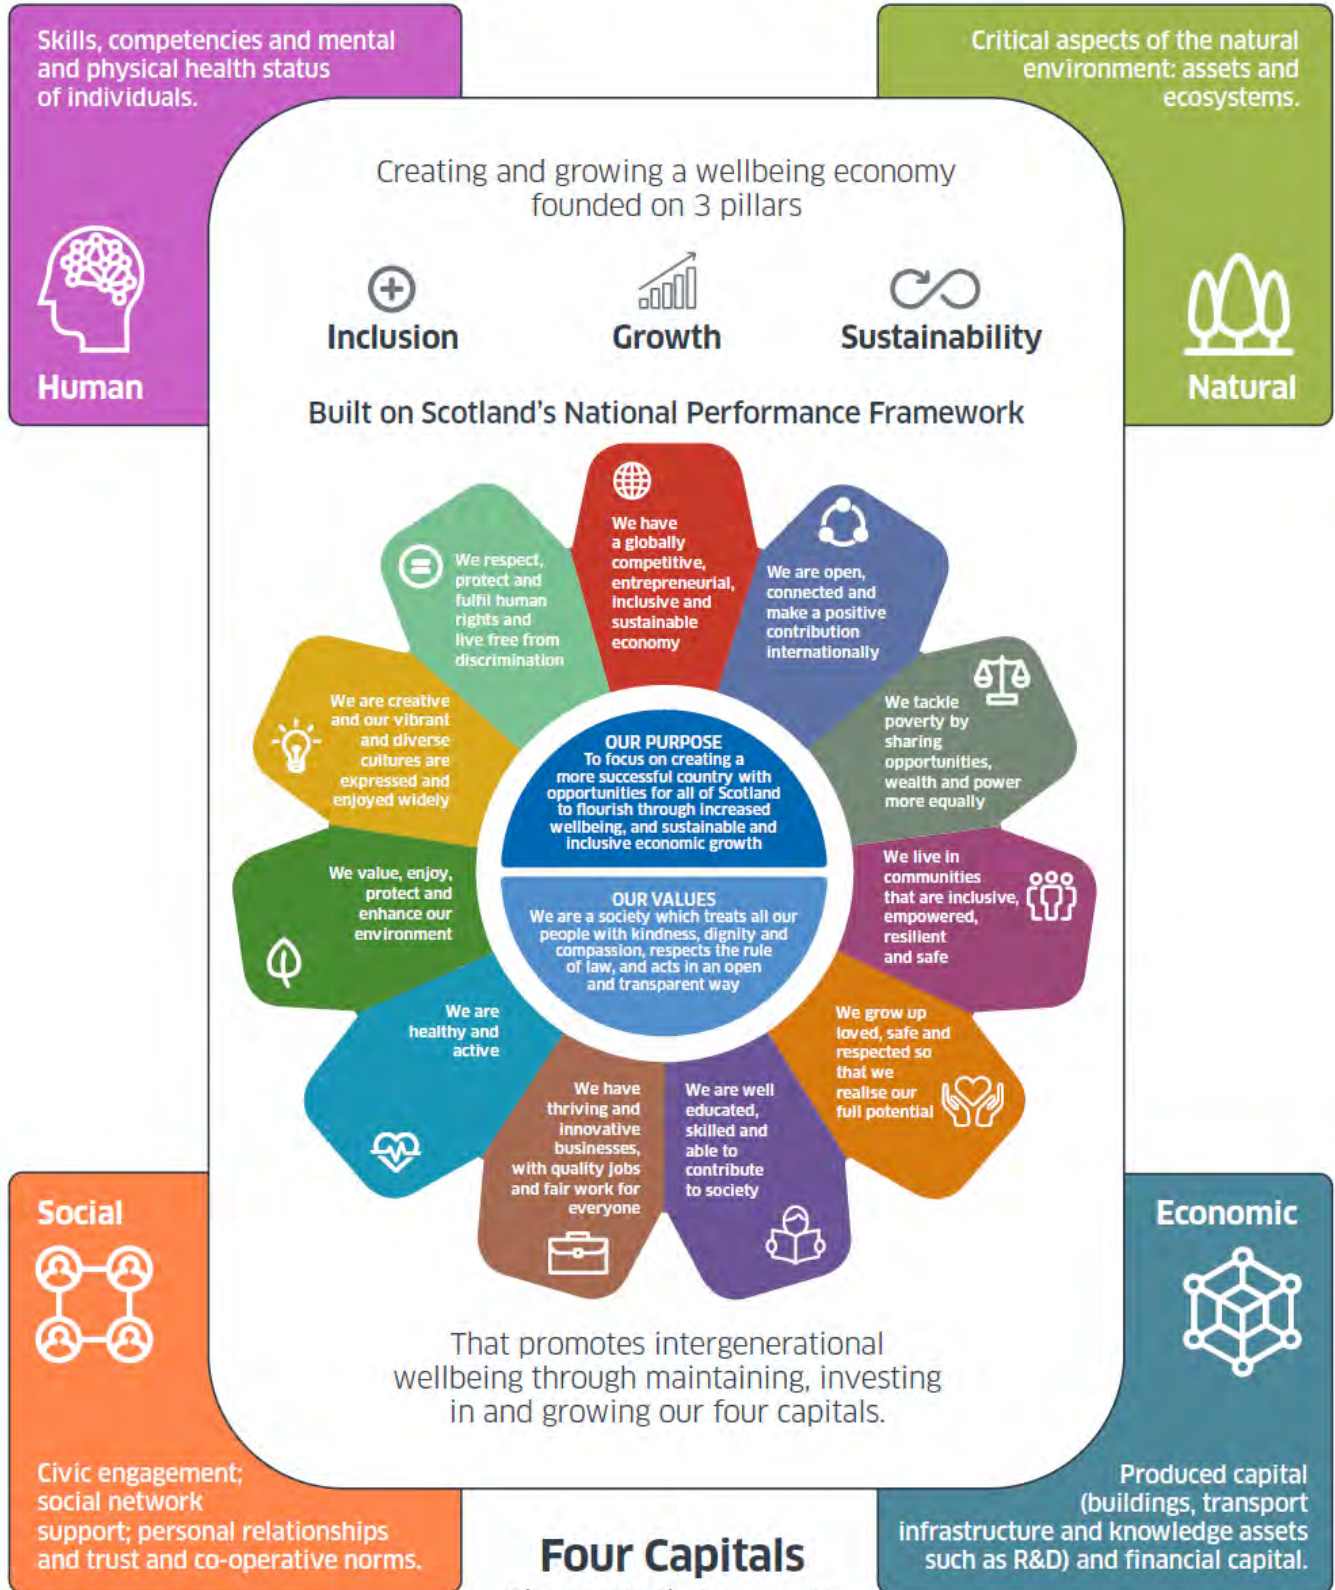 Skills, competencies and mental
and physical health status
of individuals.
Human
Critical aspects of the natural
environment: assets and
ecosystems.
Natural
Creating and growing a wellbeing economy
founded on 3 pillars
Inclusion
Growth
Sustainability
Built on Scotland's National Performance Framework
We have
a globally
competitive,
entrepreneurial,
inclusive and
sustainable
economy
We are open,
connected and
make a positive
contribution
internationally
We tackle
poverty by
sharing
opportunities,
wealth and power
more equally
We live in
communities
that are inclusive,
empowered,
resilient
and safe
We grow up
loved, safe and
respected so
that we
realise our
full potential
We are well
educated,
skilled and
able to
contribute
to society
We have
thriving and
innovative
businesses,
with quality jobs
and fair work for
everyone
We are
healthy and
active
We value, enjoy,
protect and
enhance our
environment
We are creative
and our vibrant
and diverse
cultures are
expressed and
enjoyed widely
We respect,
protect and
fulfil human
rights and
live free from
discrimination
OUR PURPOSE
To focus on creating a
more successful country with
opportunities for all of Scotland
to flourish through increased
wellbeing, and sustainable and
inclusive economic growth
OUR VALUES
We are a society which treats all our
people with kindness, dignity and
compassion, respects the rule
of law, and acts in an open
and transparent way
That promotes intergenerational
wellbeing through maintaining, investing
in and growing our four capitals.
Social
Civic engagement;
social network
support; personal relationships
and trust and co-operative norms.
Economic
Produced capital
(buildings, transport
infrastructure and knowledge assets
such as R&D) and financial capital.
Four Capitals